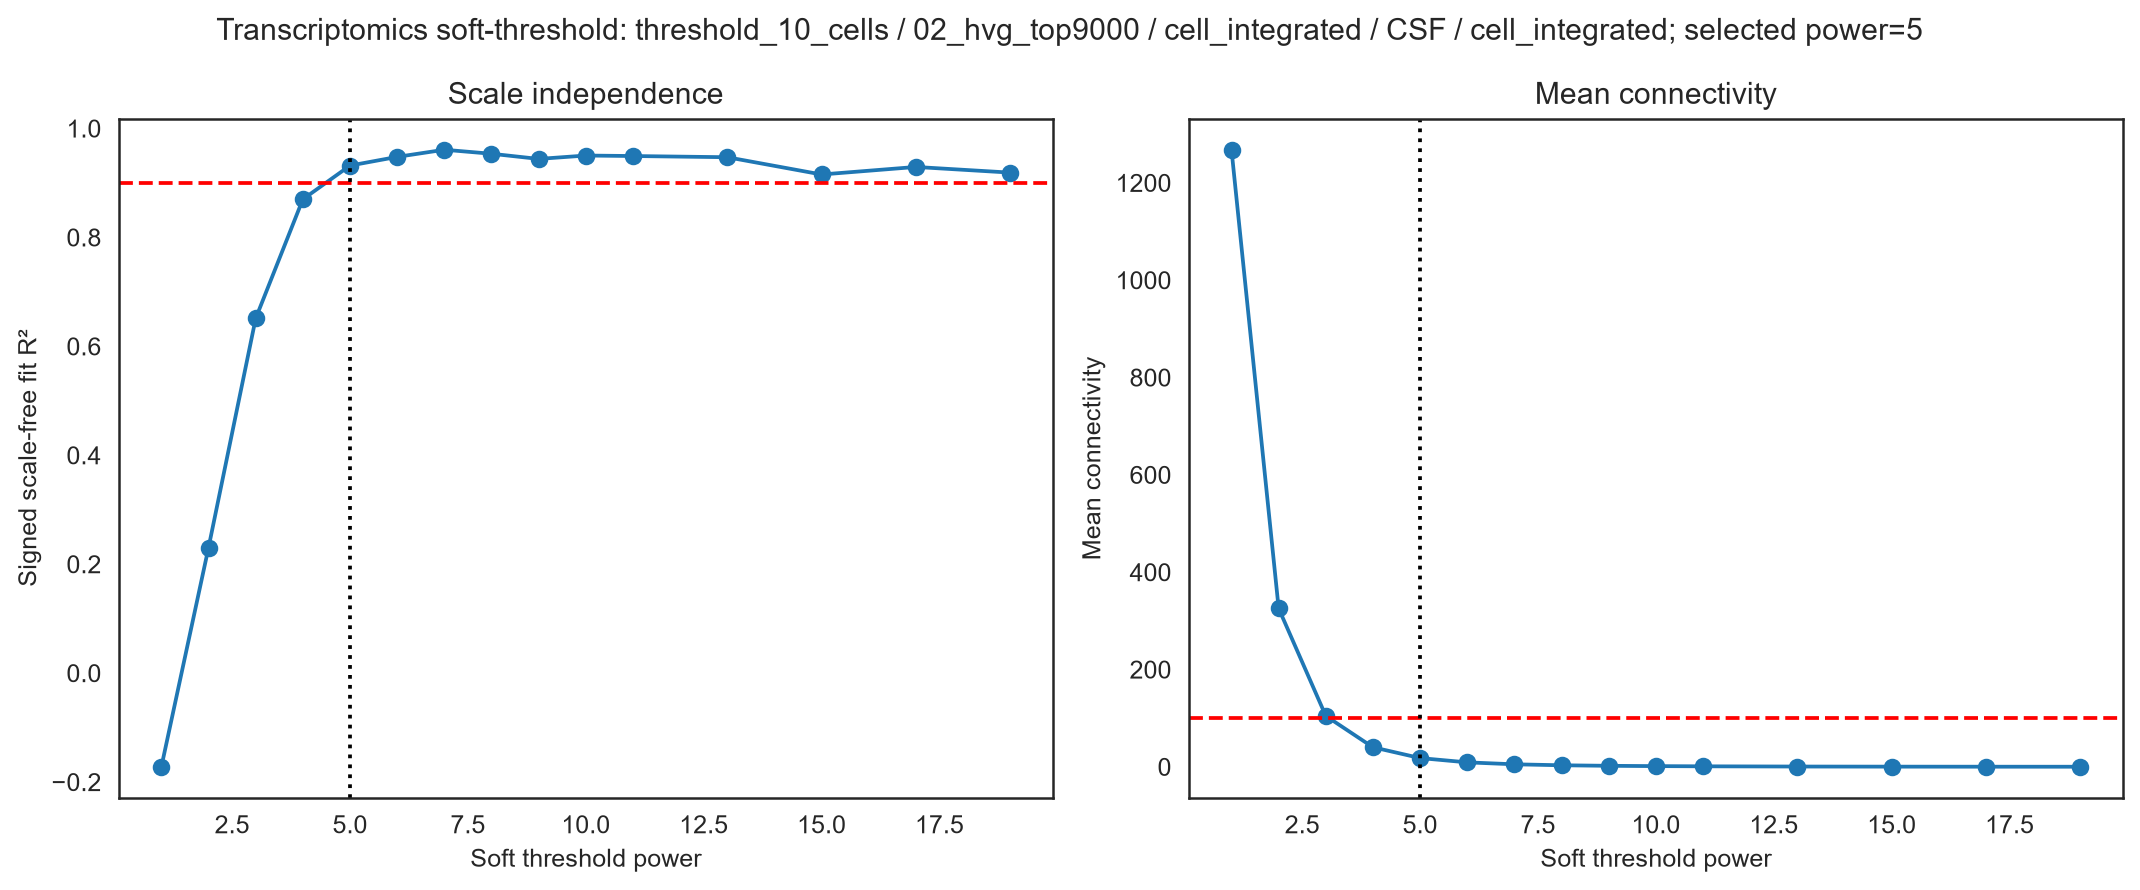 Transcriptomics soft-threshold: threshold_10_cells / 02_hvg_top9000 / cell_integrated / CSF / cell_integrated; selected power=5
Scale independence
Signed scale-free fit R²
1.0
0.8
0.6
0.4
0.2
0.0
−0.2
2.5 5.0 7.5 10.0 12.5 15.0 17.5
Soft threshold power
Mean connectivity
Mean connectivity
1200
1000
800
600
400
200
0
2.5 5.0 7.5 10.0 12.5 15.0 17.5
Soft threshold power